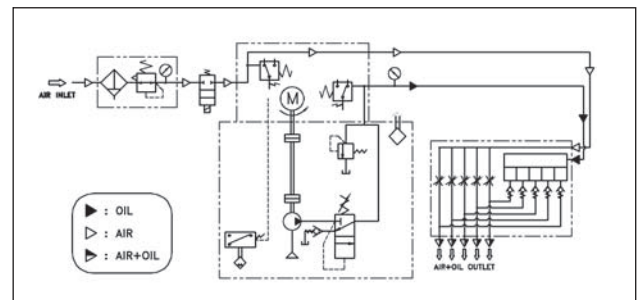 AIR INLET
M
▶ : OIL
▷ : AIR
: AIR+OIL
AIR+OIL OUTLET